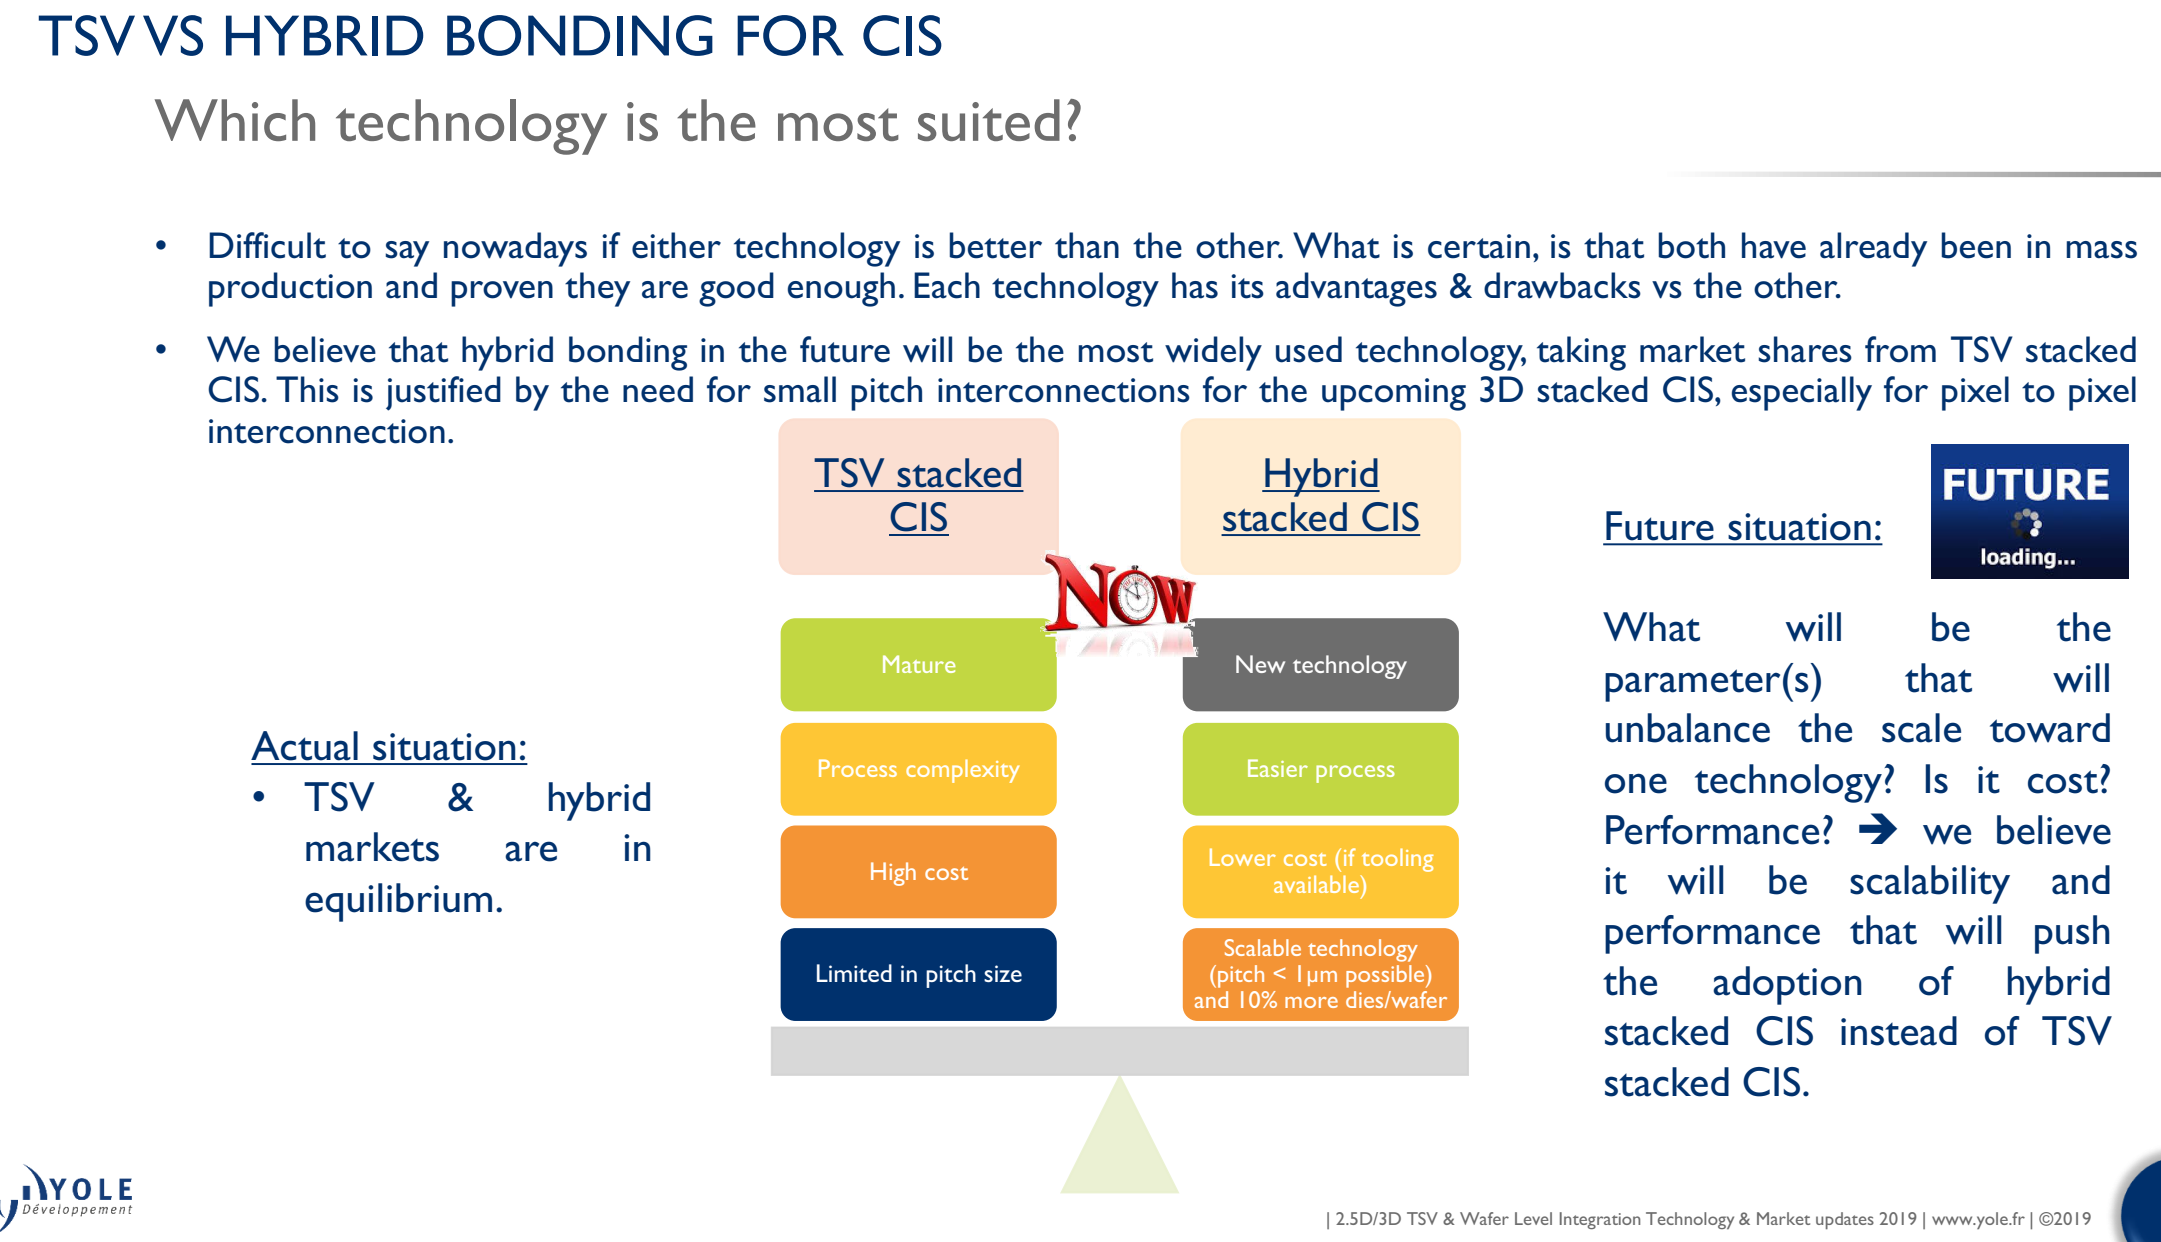 TSV VS HYBRID BONDING FOR CIS
Which technology is the most suited?
• Difficult to say nowadays if either technology is better than the other. What is certain, is that both have already been in mass
production and proven they are good enough. Each technology has its advantages & drawbacks vs the other.
• We believe that hybrid bonding in the future will be the most widely used technology, taking market shares from TSV stacked
CIS. This is justified by the need for small pitch interconnections for the upcoming 3D stacked CIS, especially for pixel to pixel
interconnection.
Actual situation:
• TSV & hybrid
markets are in
equilibrium.
TSV stacked
CIS
Hybrid
stacked CIS
NOW
Mature
New technology
Process complexity
Easier process
High cost
Lower cost (if tooling
available)
Limited in pitch size
Scalable technology
(pitch < 1µm possible)
and 10% more dies/wafer
Future situation:
FUTURE
loading...
What will be the
parameter(s) that will
unbalance the scale toward
one technology? Is it cost?
Performance? ➔ we believe
it will be scalability and
performance that will push
the adoption of hybrid
stacked CIS instead of TSV
stacked CIS.
YOLE
Développement
| 2.5D/3D TSV & Wafer Level Integration Technology & Market updates 2019 | www.yole.fr | ©2019